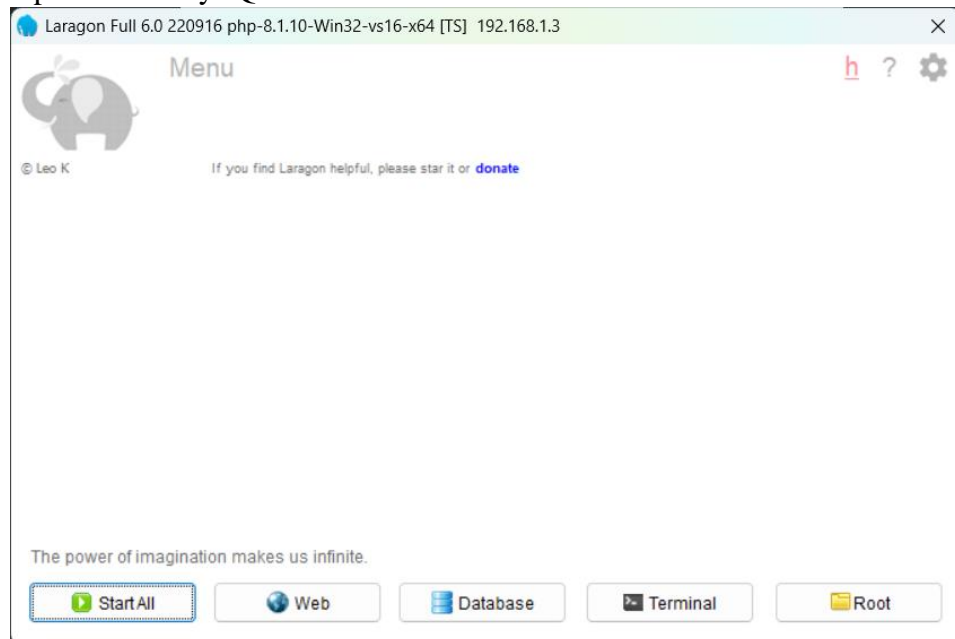 Laragon Full 6.0 220916 php-8.1.10-Win32-vs16-x64 [TS] 192.168.1.3
Menu
h ?
© Leo K
If you find Laragon helpful, please star it or donate
The power of imagination makes us infinite.
Start All
Web
Database
Terminal
Root